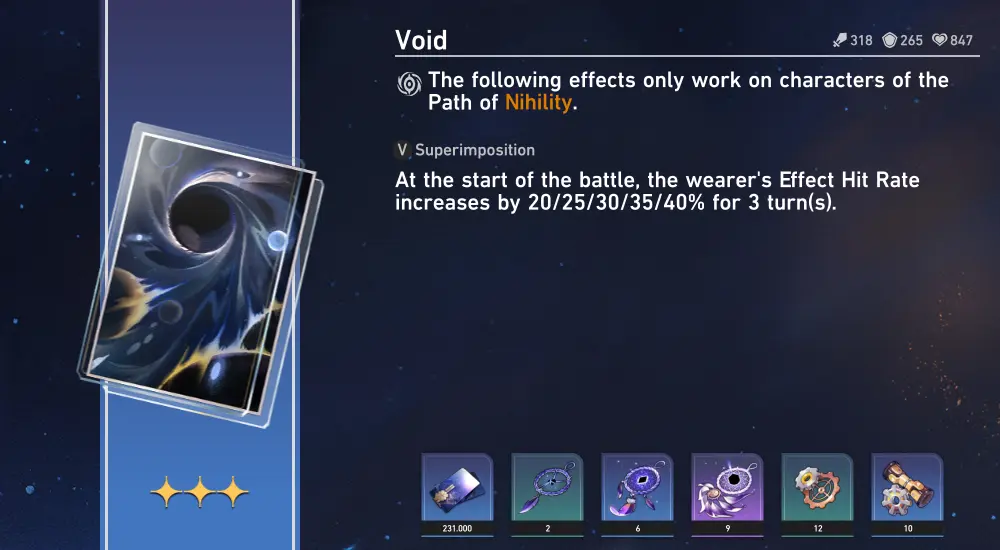 Void
318 265 847
The following effects only work on characters of the
Path of Nihility.
V Superimposition
At the start of the battle, the wearer's Effect Hit Rate
increases by 20/25/30/35/40% for 3 turn(s).
231.000 2 6 9 12 10